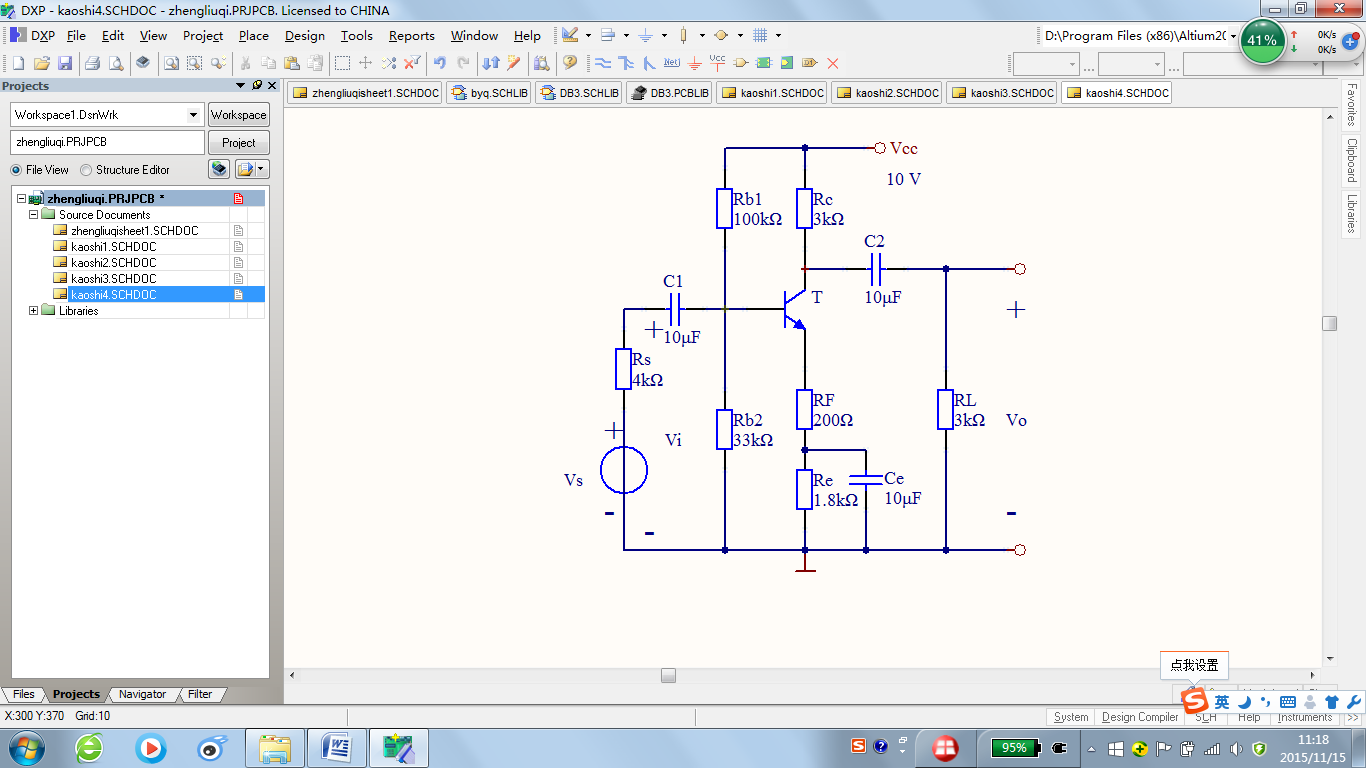 DXP - kaoshi4.SCHDOC - zhengliuqi.PRJPCB. Licensed to CHINA
DXP File Edit View Project Place Design Tools Reports Window Help
D:\Program Files (x86)\Altium20
41%
0K/s
0K/s
Projects
zhengliuqisheet1.SCHDOC byq.SCHLIB DB3.SCHLIB DB3.PCBLIB kaoshi1.SCHDOC kaoshi2.SCHDOC kaoshi3.SCHDOC kaoshi4.SCHDOC
Workspace1.DsnWrk Workspace
zhengliuqi.PRJPCB Project
File View Structure Editor
zhengliuqi.PRJPCB *
Source Documents
zhengliuqisheet1.SCHDOC
kaoshi1.SCHDOC
kaoshi2.SCHDOC
kaoshi3.SCHDOC
kaoshi4.SCHDOC
Libraries
Favorites
Clipboard
Libraries
Vcc
10 V
Rb1
100kΩ
Rc
3kΩ
C2
10μF
C1
10μF
T
+
+
Rs
4kΩ
RF
200Ω
RL
3kΩ
Vo
Rb2
33kΩ
+
Vi
Vs
Re
1.8kΩ
Ce
10μF
-
-
-
点我设置
英
Files Projects Navigator Filter
X:300 Y:370 Grid:10
System Design Compiler SCH Help Instruments >>
95%
11:18
2015/11/15